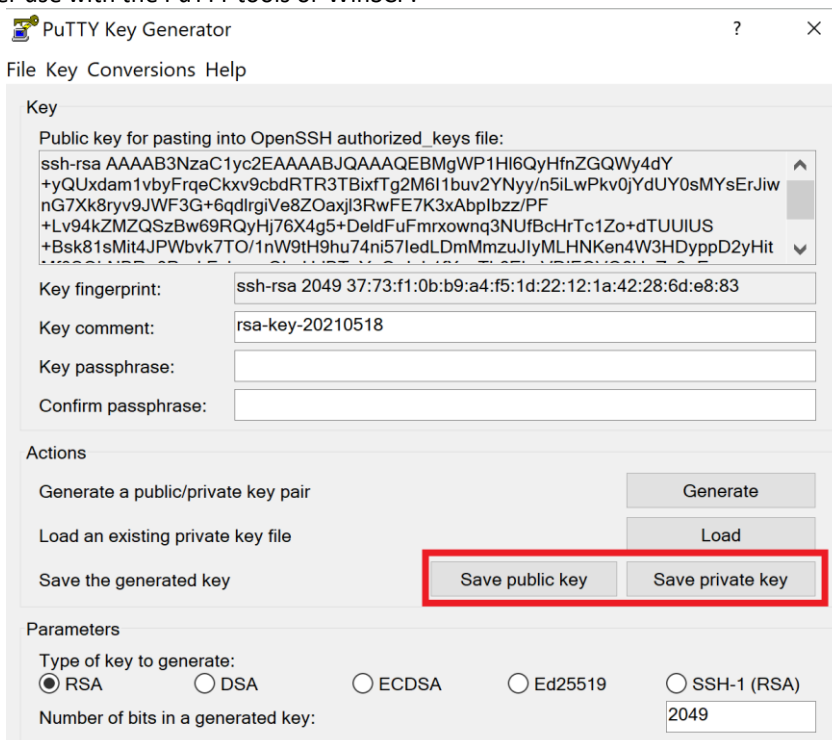 PuTTY Key Generator ? ×
File Key Conversions Help
Key
Public key for pasting into OpenSSH authorized_keys file:
ssh-rsa AAAAB3NzaC1yc2EAAAABJQAAAQEBMgWP1Hl6QyHfnZGQWy4dY
+yQUxdam1vbyFrqeCkxv9cbdRTR3TBixfTg2M6I1buv2YNyy/n5iLwPkv0jYdUY0sMYsErJiw
nG7Xk8ryv9JWF3G+6qdlrgiVe8ZOaxjl3RwFE7K3xAbpIbzz/PF
+Lv94kZMZQSzBw69RQyHj76X4g5+DeldFuFmrxownq3NUfBcHrTc1Zo+dTUUlUS
+Bsk81sMit4JPWbvk7TO/1nW9tH9hu74ni57IedLDmMmzuJIyMLHNKen4W3HDyppD2yHit
Key fingerprint: ssh-rsa 2049 37:73:f1:0b:b9:a4:f5:1d:22:12:1a:42:28:6d:e8:83
Key comment: rsa-key-20210518
Key passphrase:
Confirm passphrase:
Actions
Generate a public/private key pair Generate
Load an existing private key file Load
Save the generated key Save public key Save private key
Parameters
Type of key to generate:
RSA DSA ECDSA Ed25519 SSH-1 (RSA)
Number of bits in a generated key: 2049